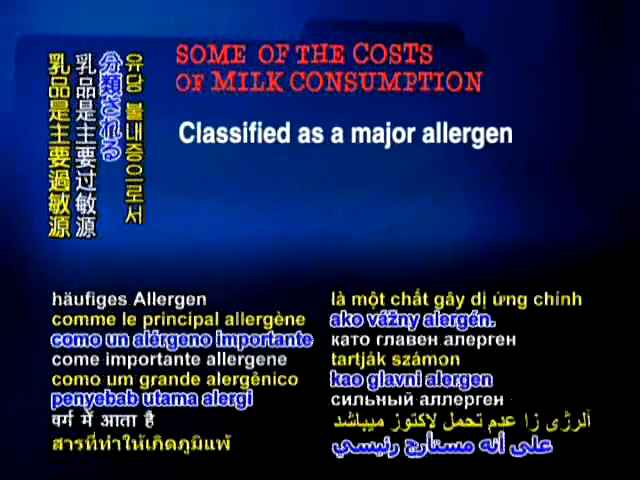 SOME OF THE COSTS
OF MILK CONSUMPTION
Classified as a major allergen
乳品是主要過敏源
乳品是主要过敏源
分類される
유당 불내증으로서
häufiges Allergen
comme le principal allergène
como un alérgeno importante
come importante allergene
como um grande alergênico
penyebab utama alergi
वर्ग में आता है
สารที่ทำให้เกิดภูมิแพ้
là một chất gây dị ứng chính
ako vážny alergén.
като главен алерген
tartják számon
kao glavni alergen
сильный аллерген
آلرژی زا عدم تحمل لاکتوز میباشد
على أنه مستأرج رئيسي